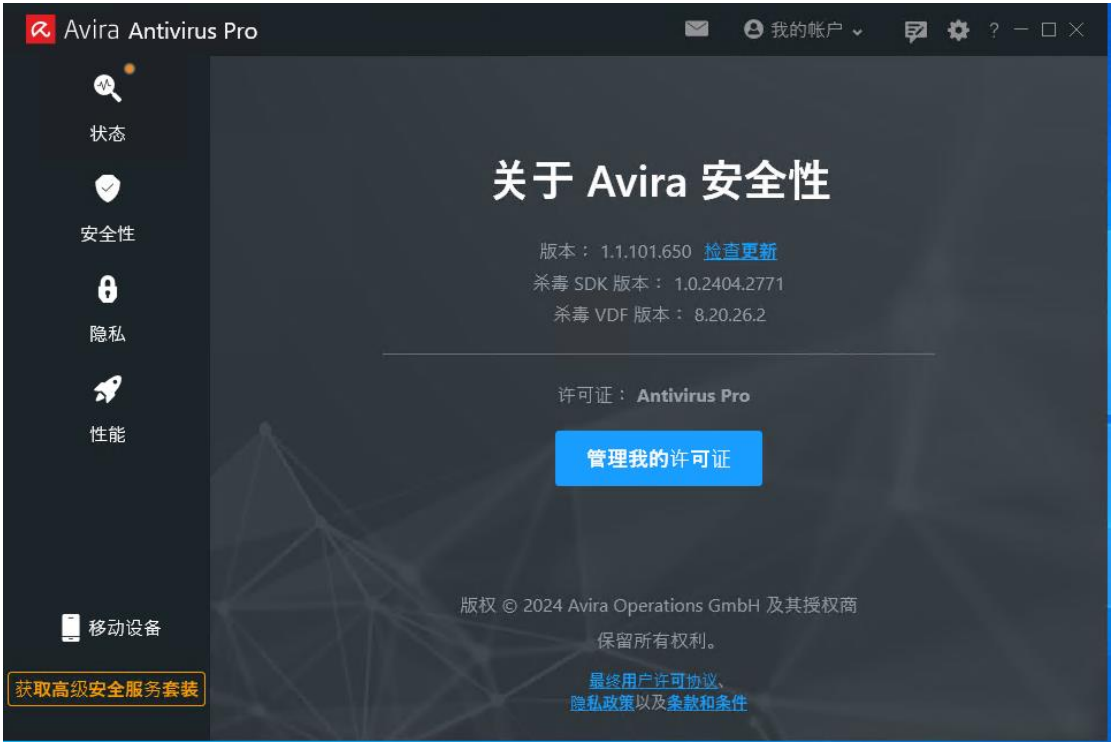 Avira Antivirus Pro
我的帐户
?
状态
安全性
隐私
性能
移动设备
获取高级安全服务套装
关于 Avira 安全性
版本： 1.1.101.650 检查更新
杀毒 SDK 版本： 1.0.2404.2771
杀毒 VDF 版本： 8.20.26.2
许可证： Antivirus Pro
管理我的许可证
版权 © 2024 Avira Operations GmbH 及其授权商
保留所有权利。
最终用户许可协议、
隐私政策以及条款和条件